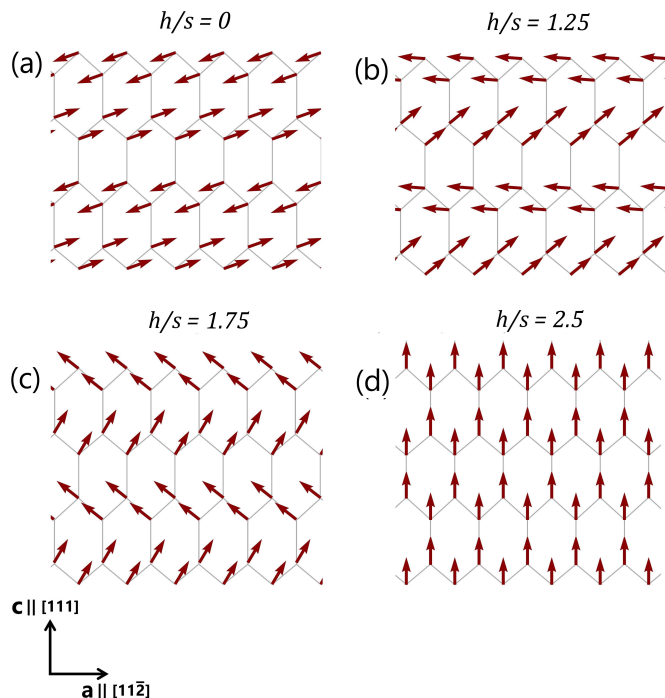 h/s = 0
h/s = 1.25
(a)
(b)
h/s = 1.75
h/s = 2.5
(c)
(d)
c || [111]
a || [112̄]